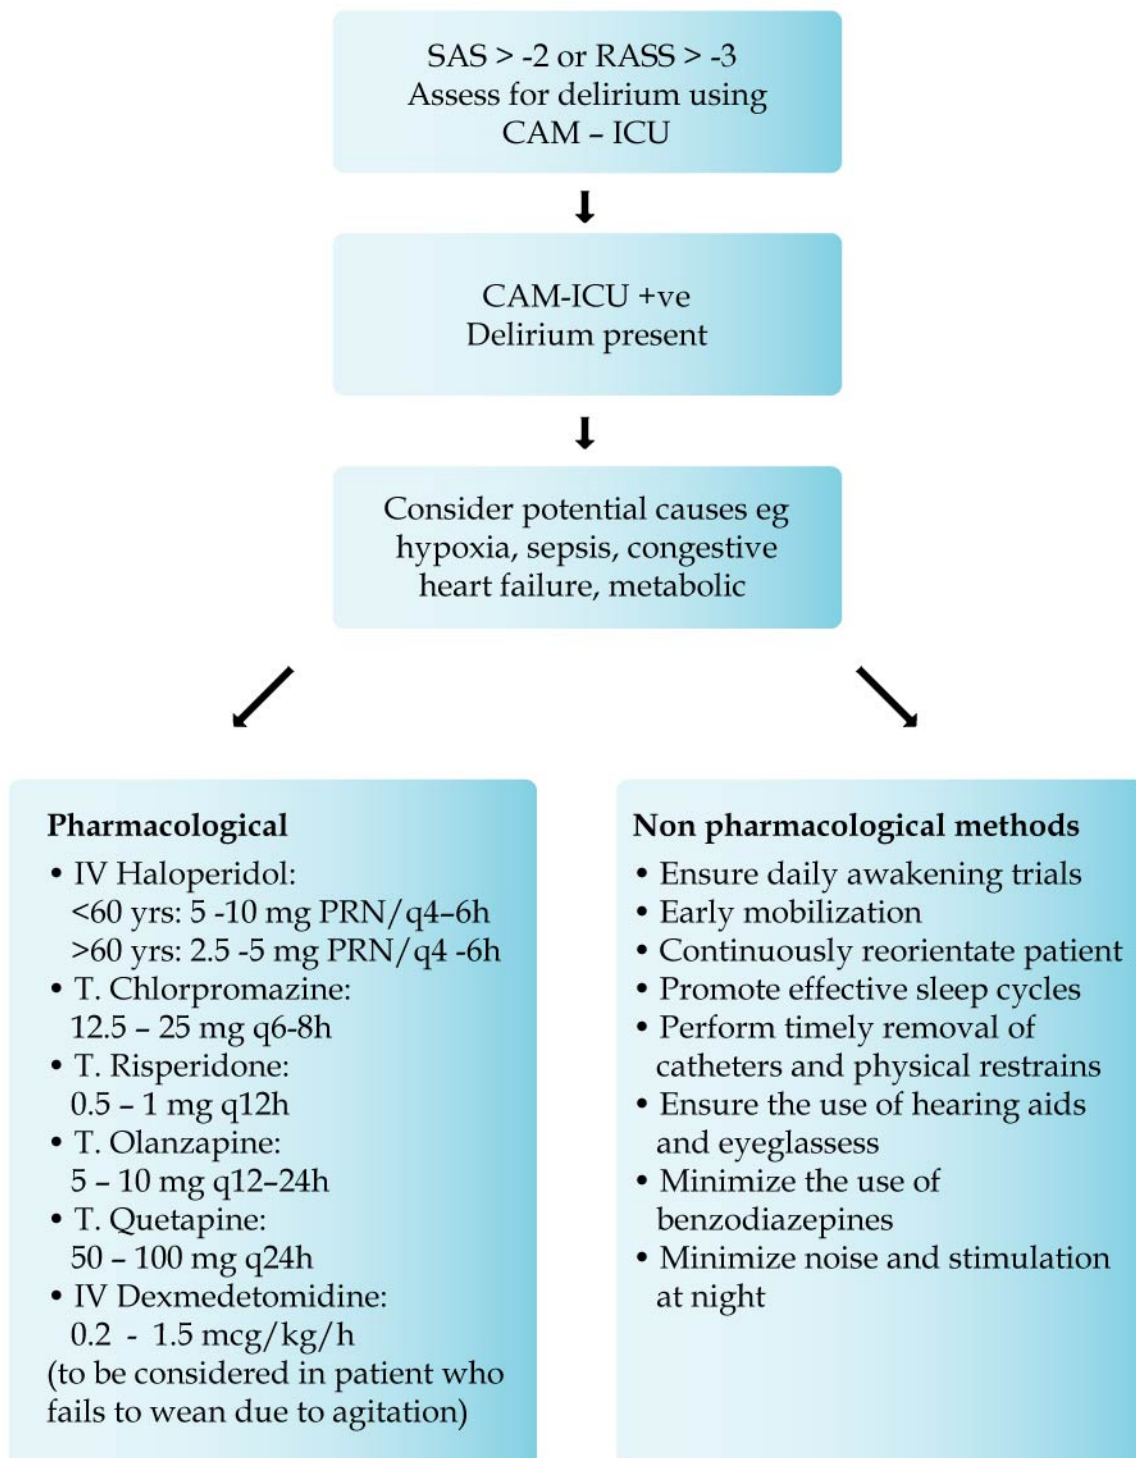 SAS > -2 or RASS > -3
Assess for delirium using
CAM – ICU
CAM-ICU +ve
Delirium present
Consider potential causes eg
hypoxia, sepsis, congestive
heart failure, metabolic
Pharmacological
• IV Haloperidol:
<60 yrs: 5 -10 mg PRN/q4–6h
>60 yrs: 2.5 -5 mg PRN/q4 -6h
• T. Chlorpromazine:
12.5 – 25 mg q6-8h
• T. Risperidone:
0.5 – 1 mg q12h
• T. Olanzapine:
5 – 10 mg q12–24h
• T. Quetapine:
50 – 100 mg q24h
• IV Dexmedetomidine:
0.2 - 1.5 mcg/kg/h
(to be considered in patient who
fails to wean due to agitation)
Non pharmacological methods
• Ensure daily awakening trials
• Early mobilization
• Continuously reorientate patient
• Promote effective sleep cycles
• Perform timely removal of
catheters and physical restrains
• Ensure the use of hearing aids
and eyeglassess
• Minimize the use of
benzodiazepines
• Minimize noise and stimulation
at night